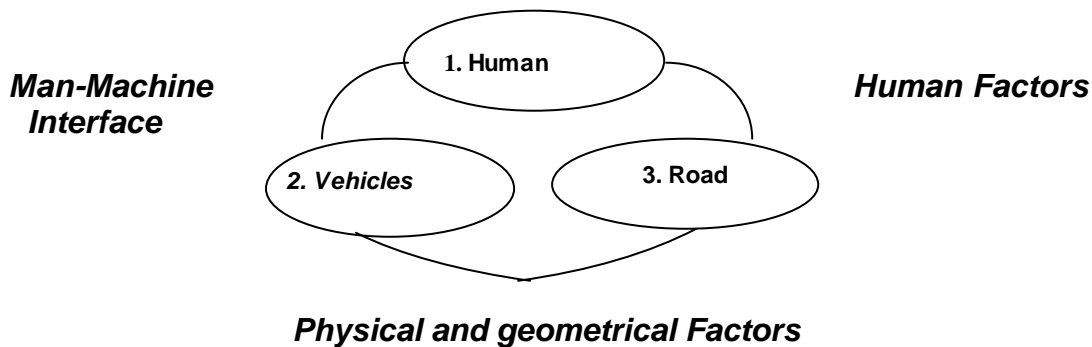 1. Human
Man-Machine
Interface
Human Factors
2. Vehicles
3. Road
Physical and geometrical Factors